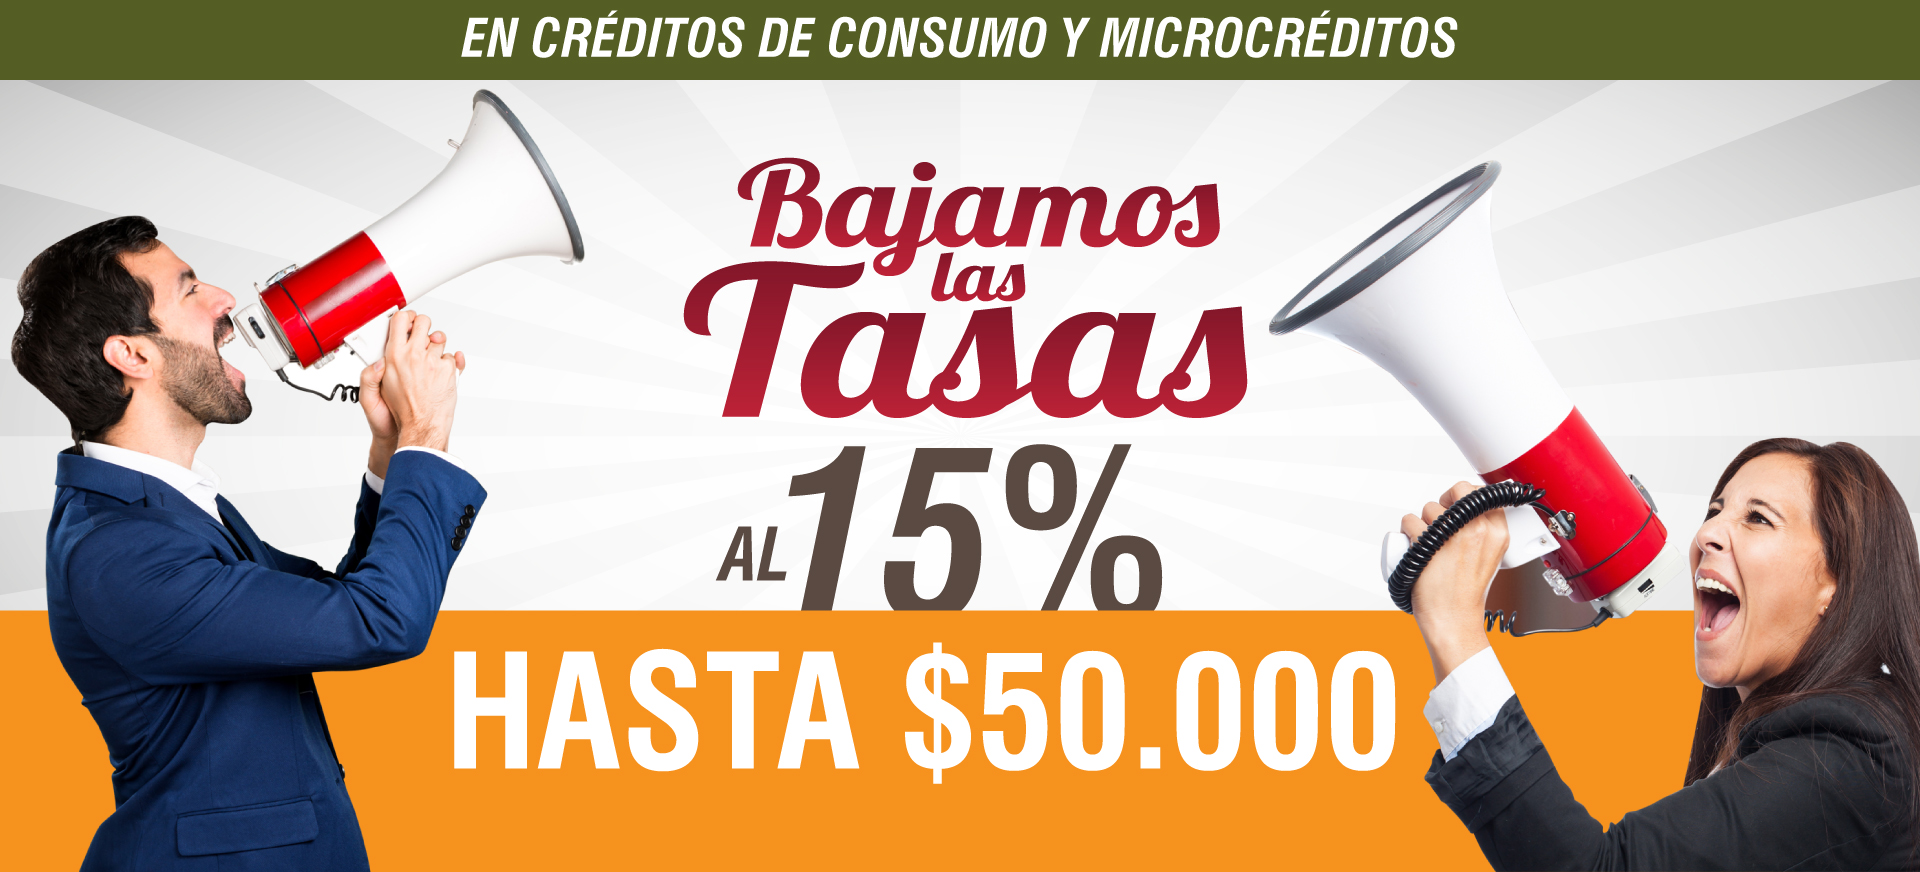 EN CRÉDITOS DE CONSUMO Y MICROCRÉDITOS
Bajamos
las
Tasas
AL 15%
HASTA $50.000